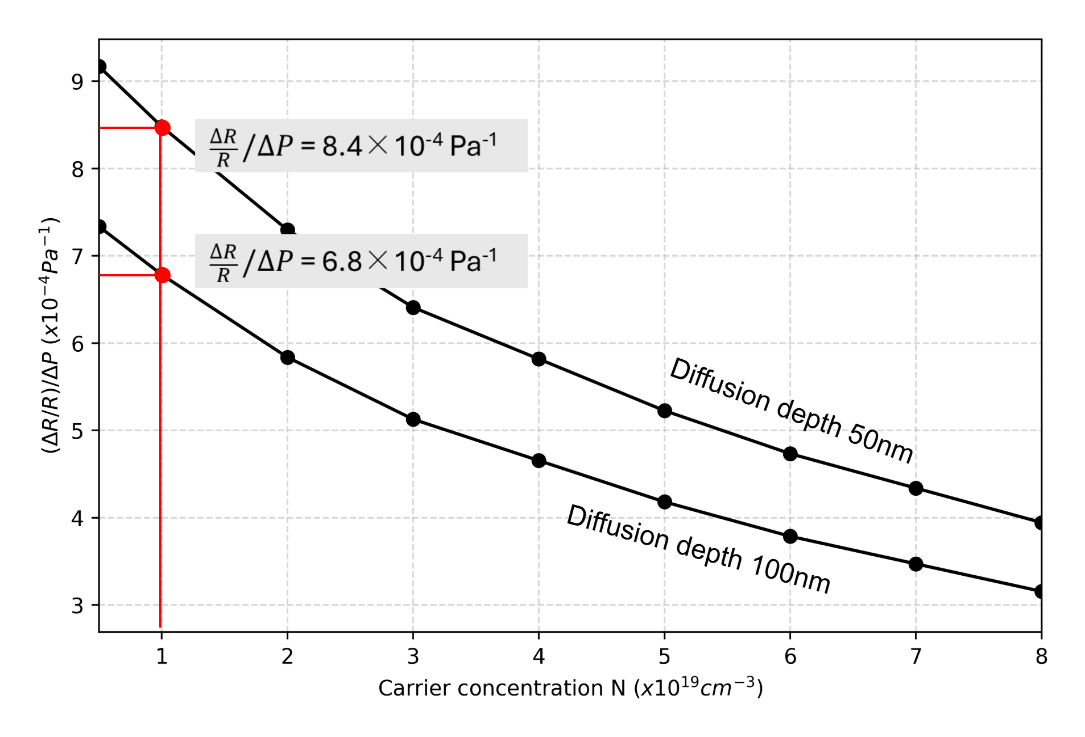 9
8
7
6
5
4
3
(ΔR/R)/ΔP (x10⁻⁴Pa⁻¹)
ΔR/R /ΔP = 8.4×10⁻⁴ Pa⁻¹
ΔR/R /ΔP = 6.8×10⁻⁴ Pa⁻¹
Diffusion depth 50nm
Diffusion depth 100nm
1 2 3 4 5 6 7 8
Carrier concentration N (x10¹⁹cm⁻³)